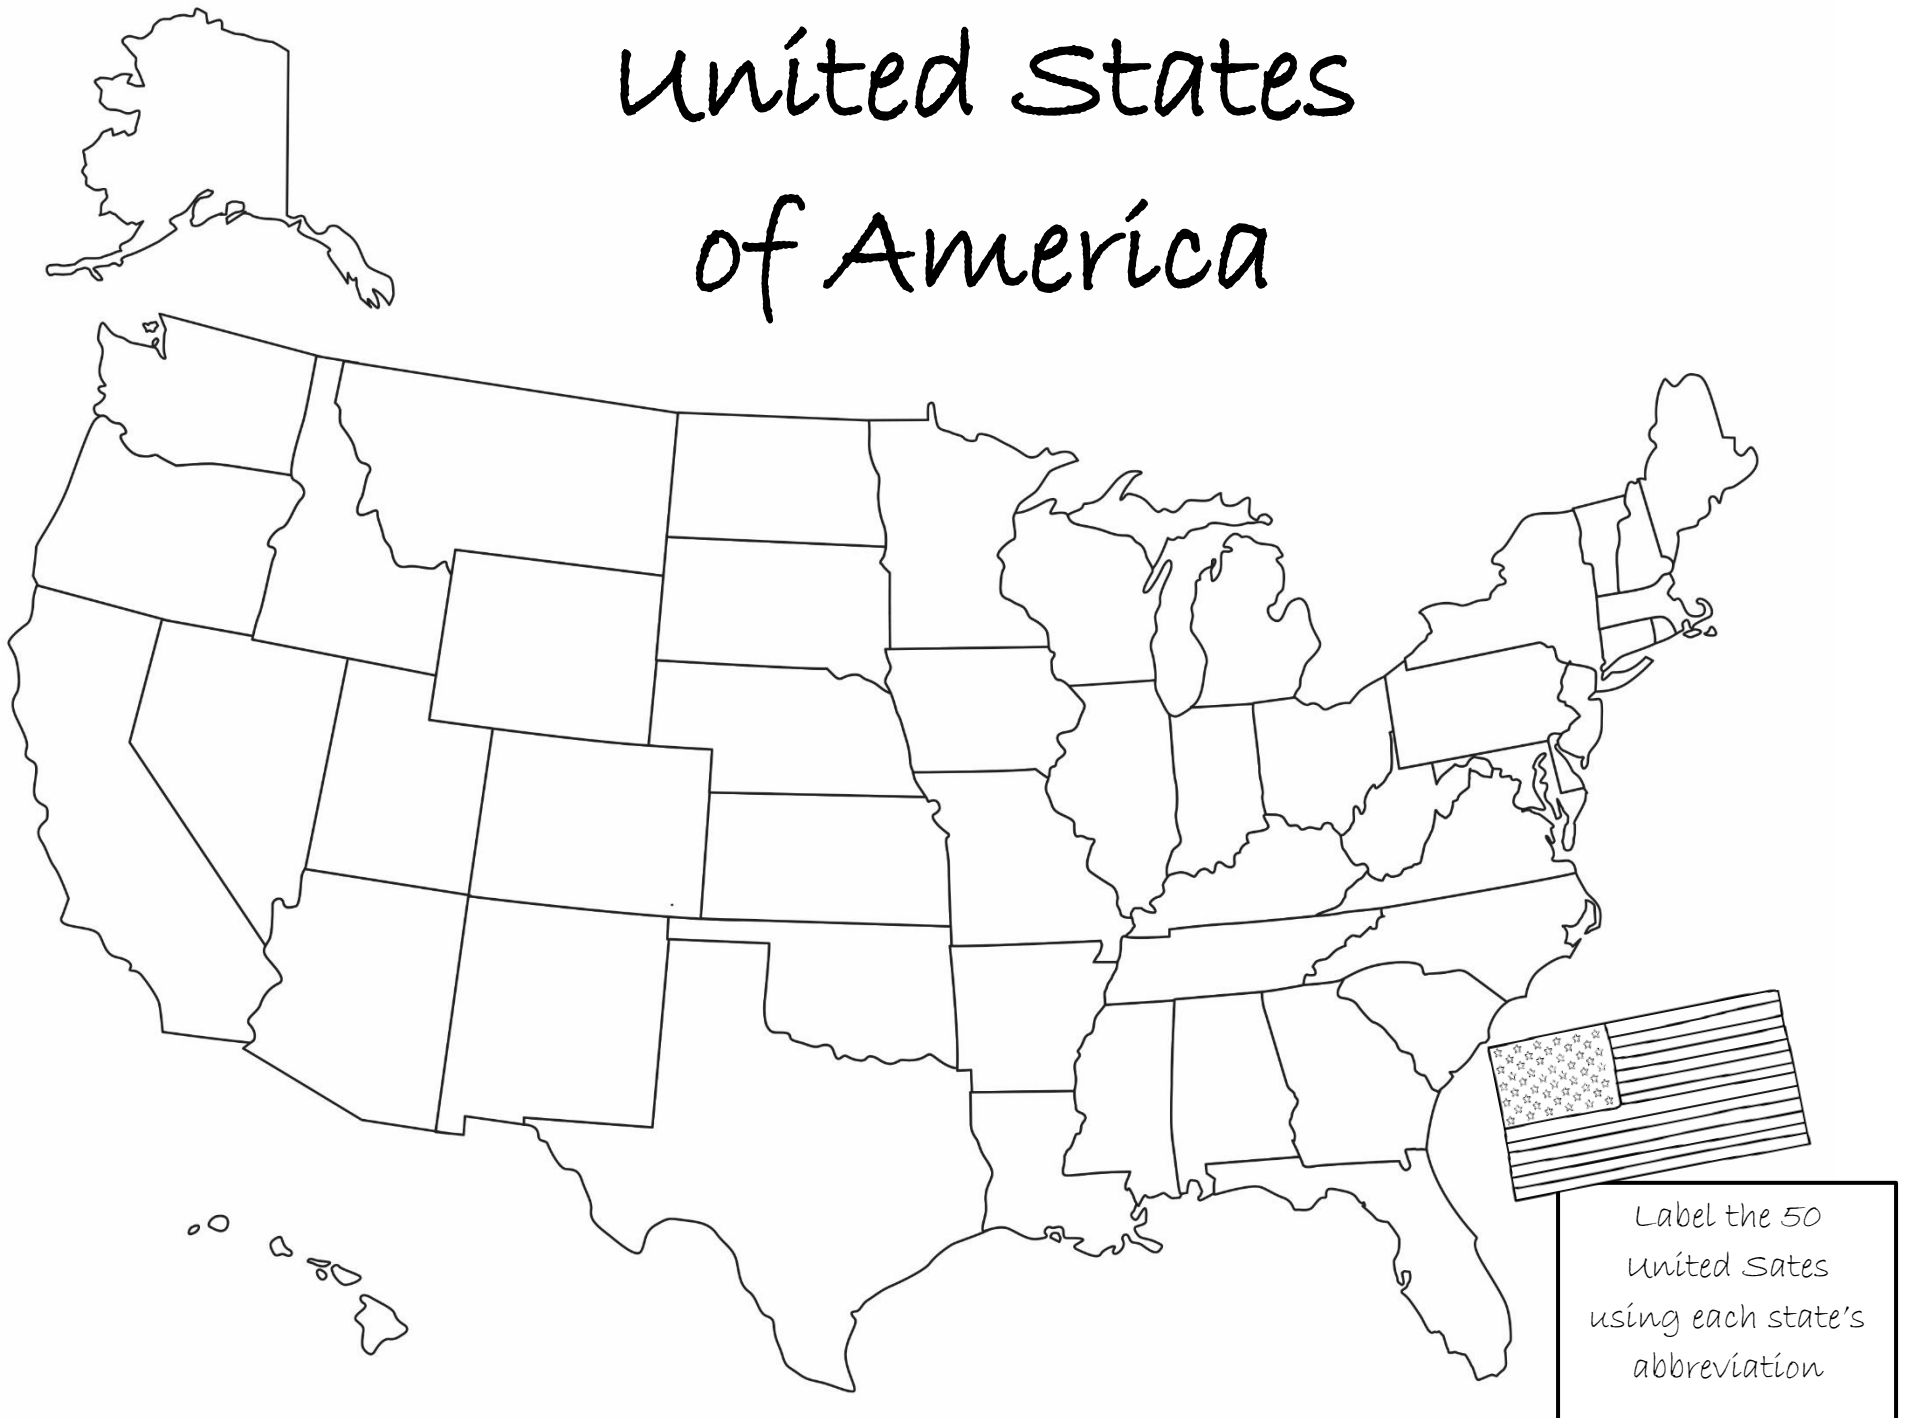 United States
of America
Label the 50
United Sates
using each state's
abbreviation